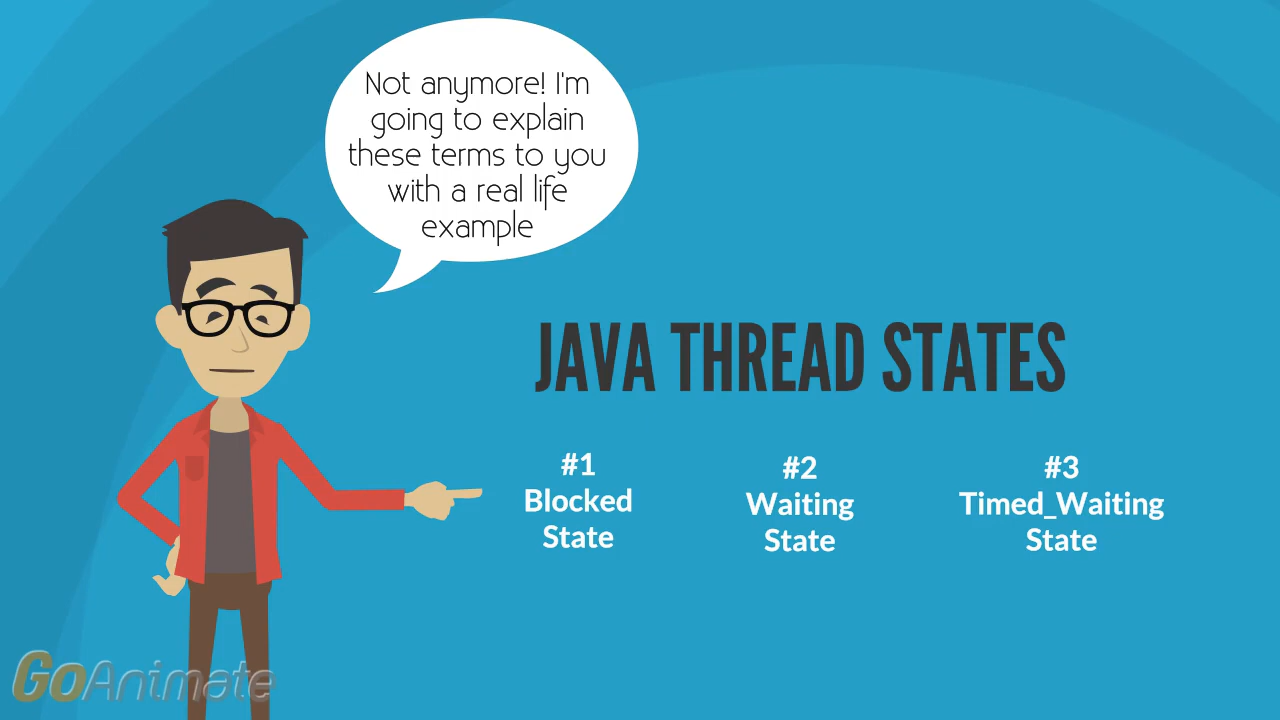 Not anymore! I'm
going to explain
these terms to you
with a real life
example
JAVA THREAD STATES
#1
Blocked
State
#2
Waiting
State
#3
Timed_Waiting
State
GoAnimate